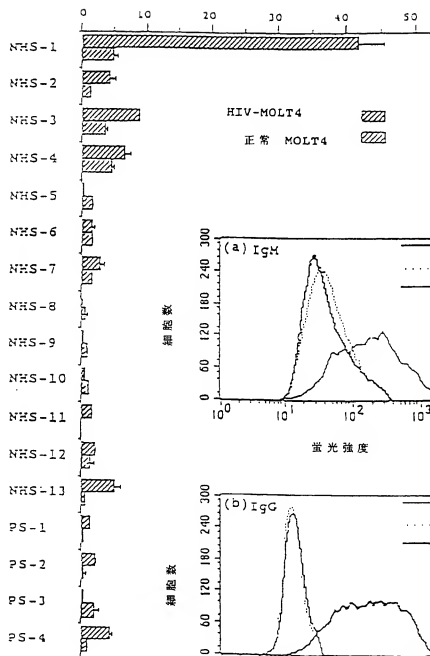 0 10 20 30 40 50
NHS-1
NHS-2
NHS-3
NHS-4
NHS-5
NHS-6
NHS-7
NHS-8
NHS-9
NHS-10
NHS-11
NHS-12
NHS-13
PS-1
PS-2
PS-3
PS-4
HIV-MOLT4
正常 MOLT4
(a) IgM
細胞数
300
240
180
120
60
0
10⁰ 10¹ 10² 10³
蛍光強度
(b) IgG
細胞数
300
240
180
120
60
0